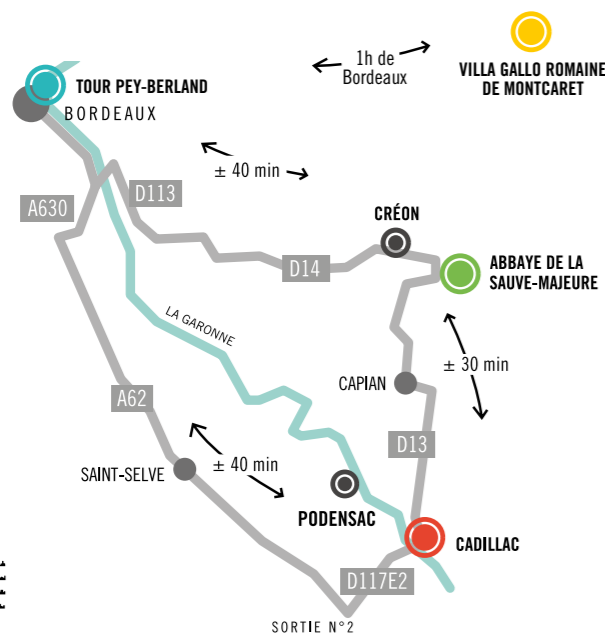 1h de
Bordeaux
VILLA GALLO ROMAINE
DE MONTCARET
TOUR PEY-BERLAND
BORDEAUX
± 40 min
D113
A630
CRÉON
D14
ABBAYE DE LA
SAUVE-MAJEURE
LA GARONNE
± 30 min
CAPIAN
A62
D13
SAINT-SELVE
± 40 min
PODENSAC
CADILLAC
D117E2
SORTIE N°2